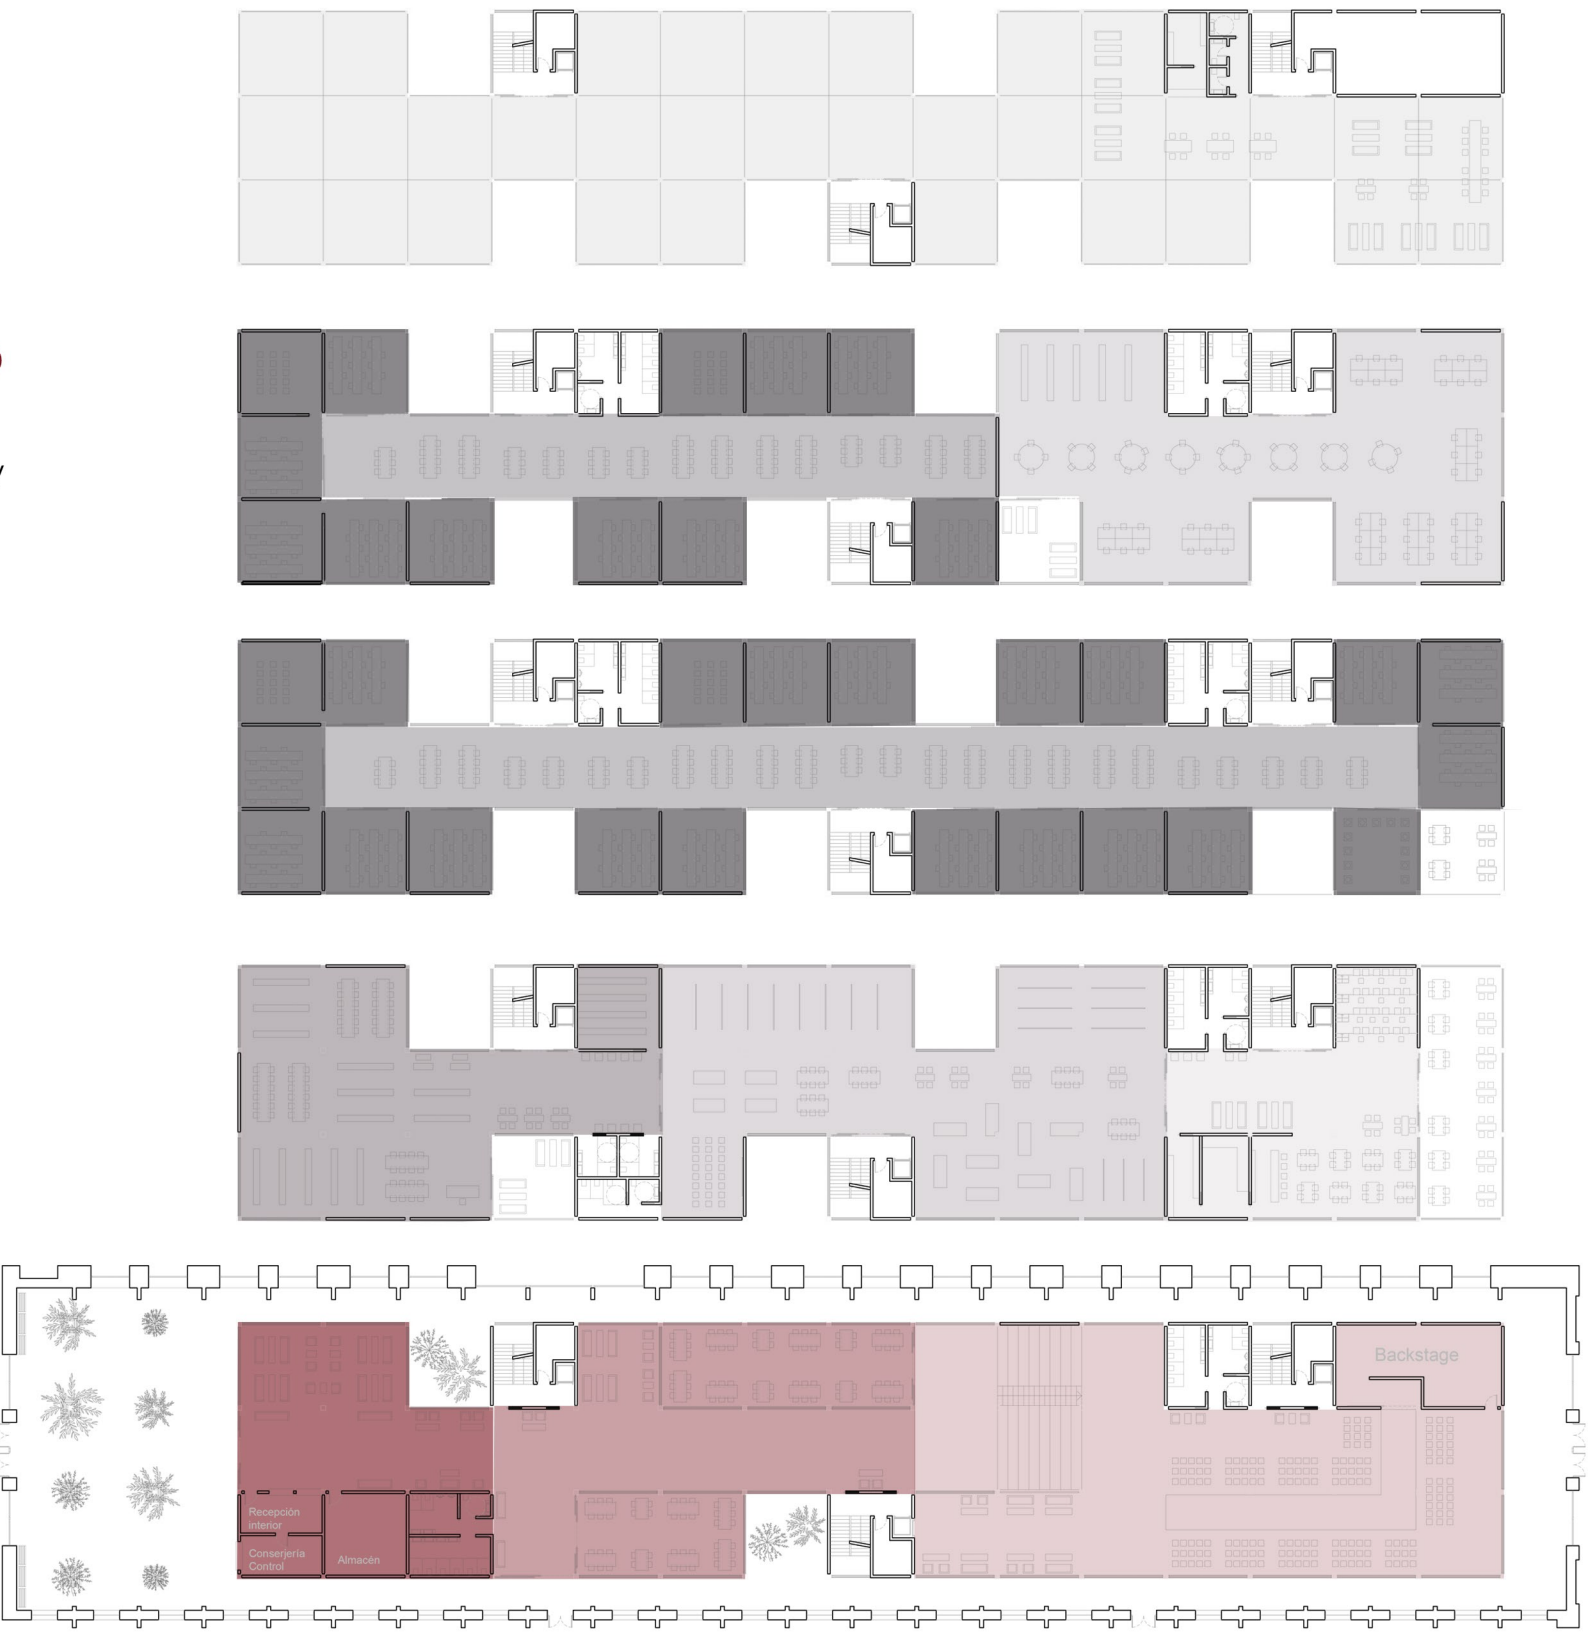 Backstage
Recepción
interior
Conserjería
Control
Almacén